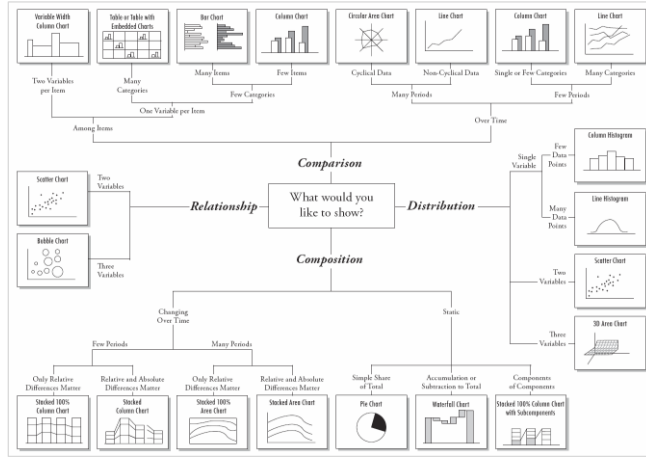 Variable Width
Column Chart
Table or Table with
Embedded Charts
Bar Chart
Column Chart
Circular Area Chart
Line Chart
Column Chart
Line Chart
Two Variables
per Item
Many
Categories
Many Items
Few Items
Cyclical Data
Non-Cyclical Data
Single or Few Categories
Many Categories
Few Categories
Many Periods
Few Periods
One Variable per Item
Among Items
Over Time
Comparison
What would you
like to show?
Relationship
Two
Variables
Scatter Chart
Three
Variables
Bubble Chart
Distribution
Single
Variable
Few
Data
Points
Column Histogram
Many
Data
Points
Line Histogram
Two
Variables
Scatter Chart
Three
Variables
3D Area Chart
Composition
Changing
Over Time
Static
Few Periods
Many Periods
Only Relative
Differences Matter
Relative and Absolute
Differences Matter
Only Relative
Differences Matter
Relative and Absolute
Differences Matter
Simple Share
of Total
Accumulation or
Subtraction to Total
Components
of Components
Stacked 100%
Column Chart
Stacked
Column Chart
Stacked 100%
Area Chart
Stacked Area Chart
Pie Chart
Waterfall Chart
Stacked 100% Column Chart
with Subcomponents